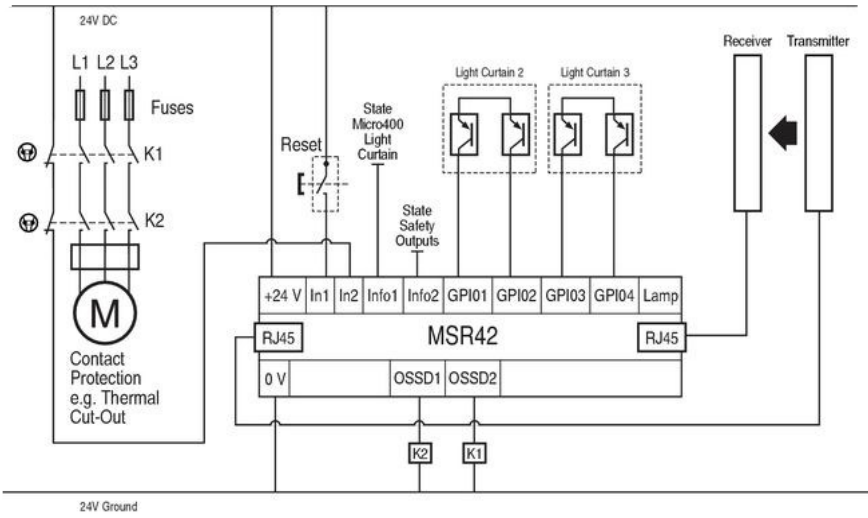 24V DC
L1 L2 L3
Fuses
K1
K2
M
Contact
Protection
e.g. Thermal
Cut-Out
Reset
State
Micro400
Light
Curtain
State
Safety
Outputs
Light Curtain 2
Light Curtain 3
Receiver
Transmitter
+24 V In1 In2 Info1 Info2 GPI01 GPI02 GPI03 GPI04 Lamp
RJ45 MSR42 RJ45
0 V OSSD1 OSSD2
K2 K1
24V Ground